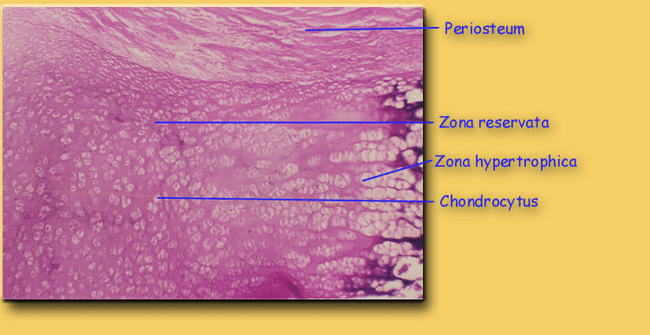 Periosteum
Zona reservata
Zona hypertrophica
Chondrocytus